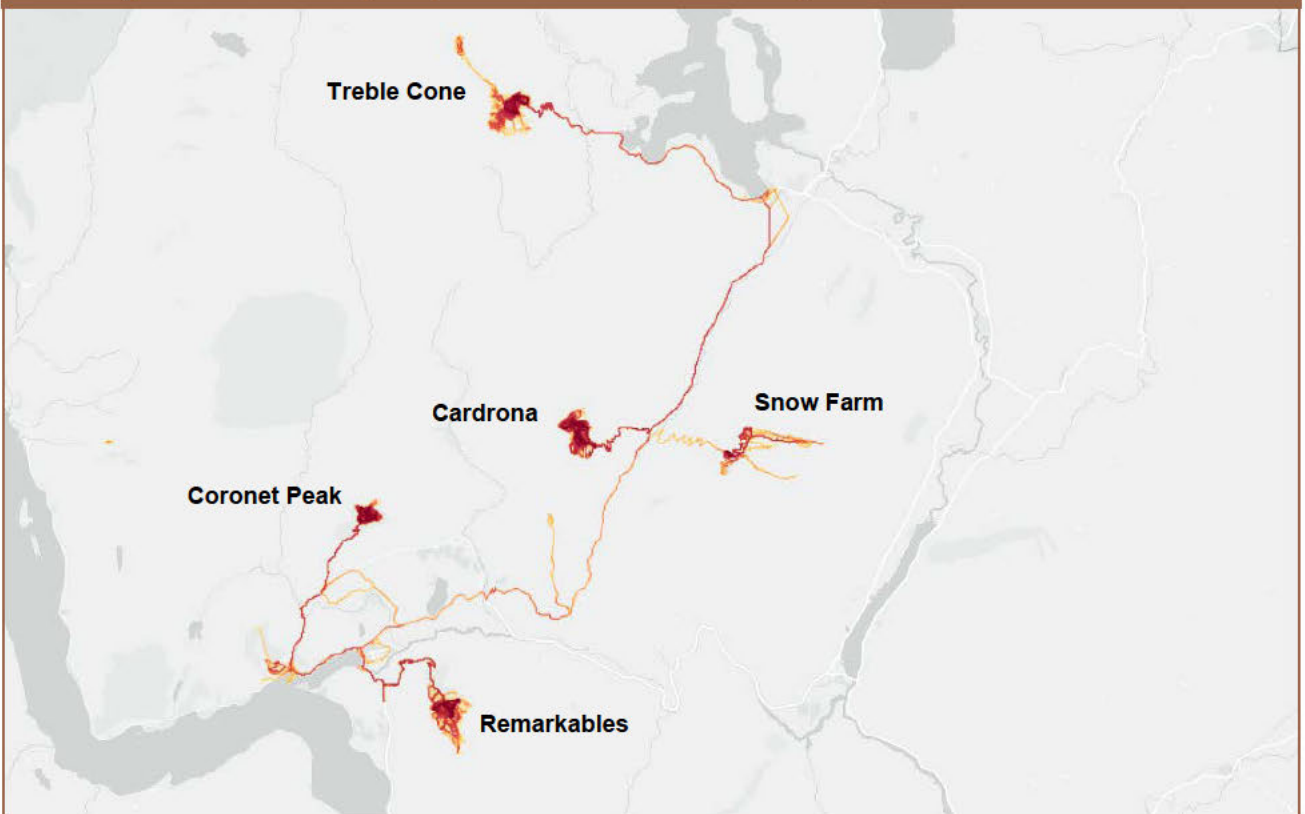 Treble Cone
Cardrona
Snow Farm
Coronet Peak
Remarkables